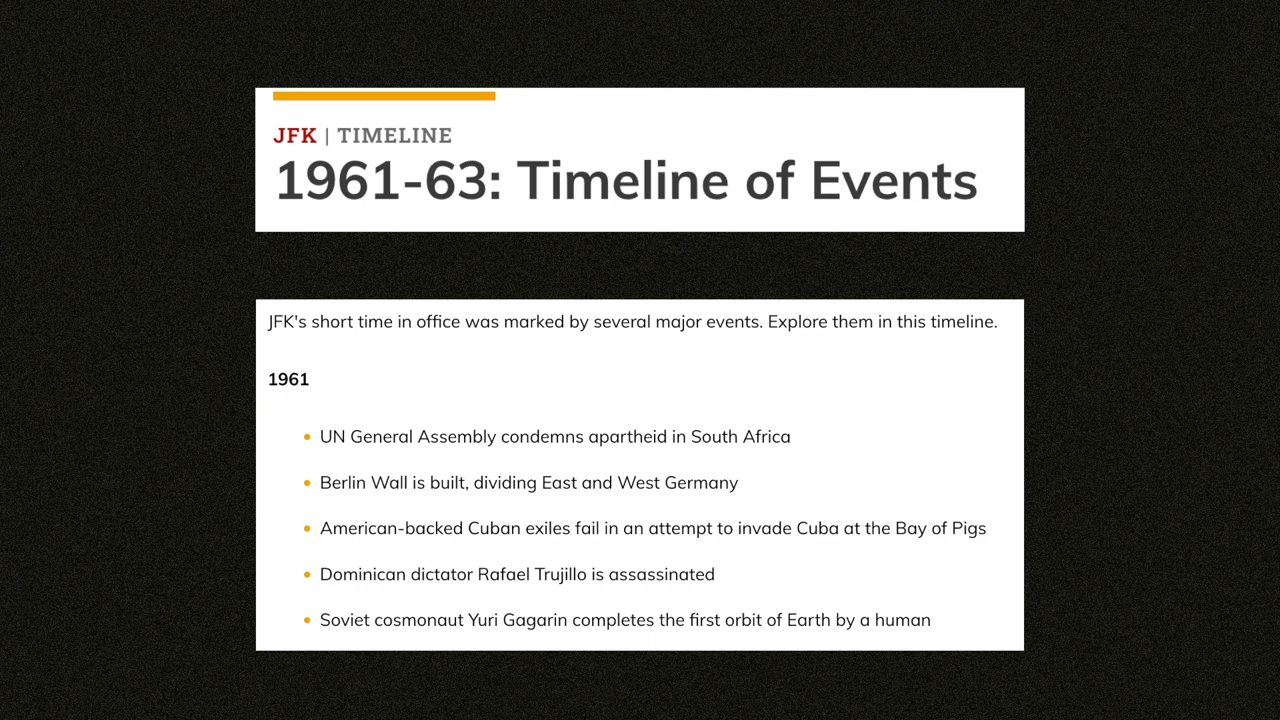 JFK | TIMELINE
1961-63: Timeline of Events
JFK's short time in office was marked by several major events. Explore them in this timeline.
1961
• UN General Assembly condemns apartheid in South Africa
• Berlin Wall is built, dividing East and West Germany
• American-backed Cuban exiles fail in an attempt to invade Cuba at the Bay of Pigs
• Dominican dictator Rafael Trujillo is assassinated
• Soviet cosmonaut Yuri Gagarin completes the first orbit of Earth by a human